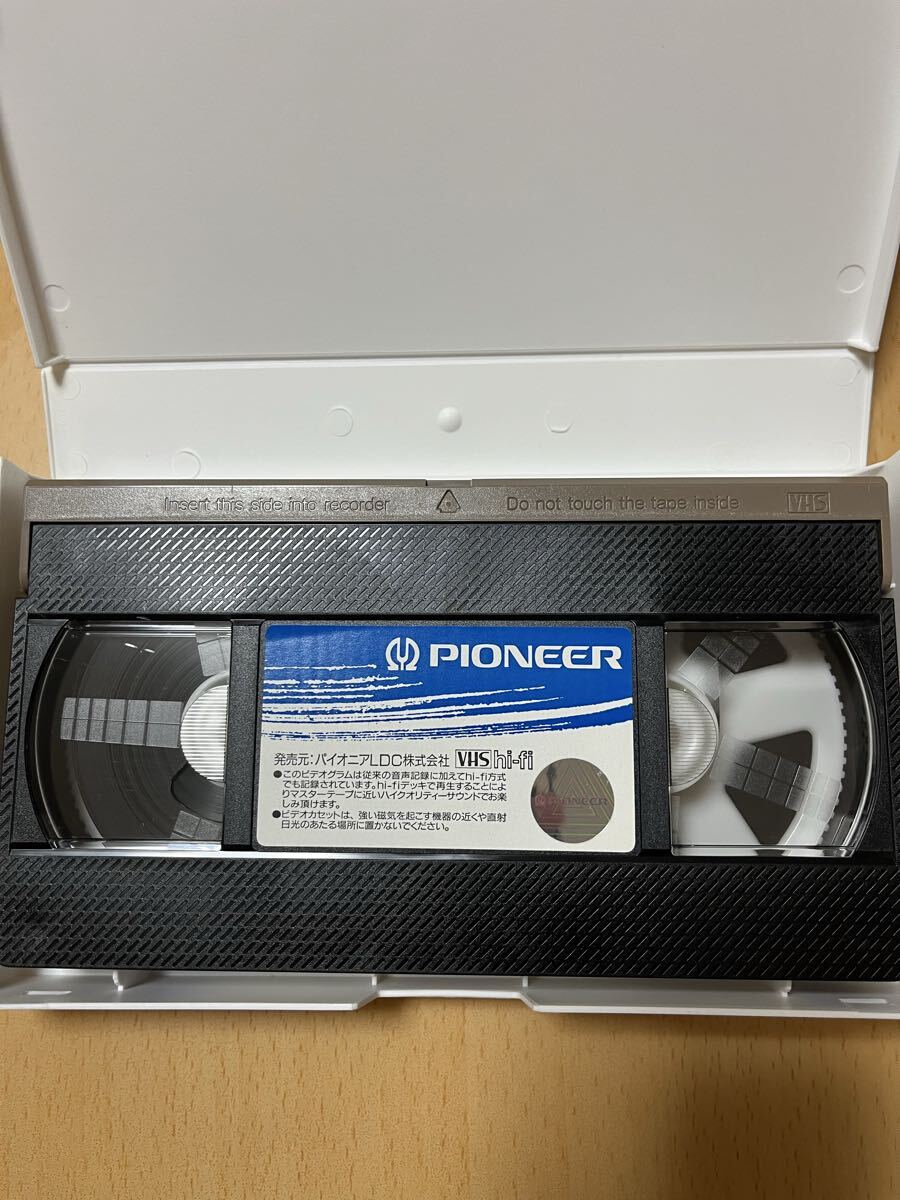 Insert this side into recorder
Do not touch the tape inside
VHS
PIONEER
発売元:パイオニアLDC株式会社 VHS hi-fi
●このビデオグラムは従来の音声記録に加えてhi-fi方式
でも記録されています。hi-fiデッキで再生することによ
りマスターテープに近いハイクオリティーサウンドでお楽
しみ頂けます。
●ビデオカセットは、強い磁気を起こす機器の近くや直射
日光のあたる場所に置かないでください。
PIONEER